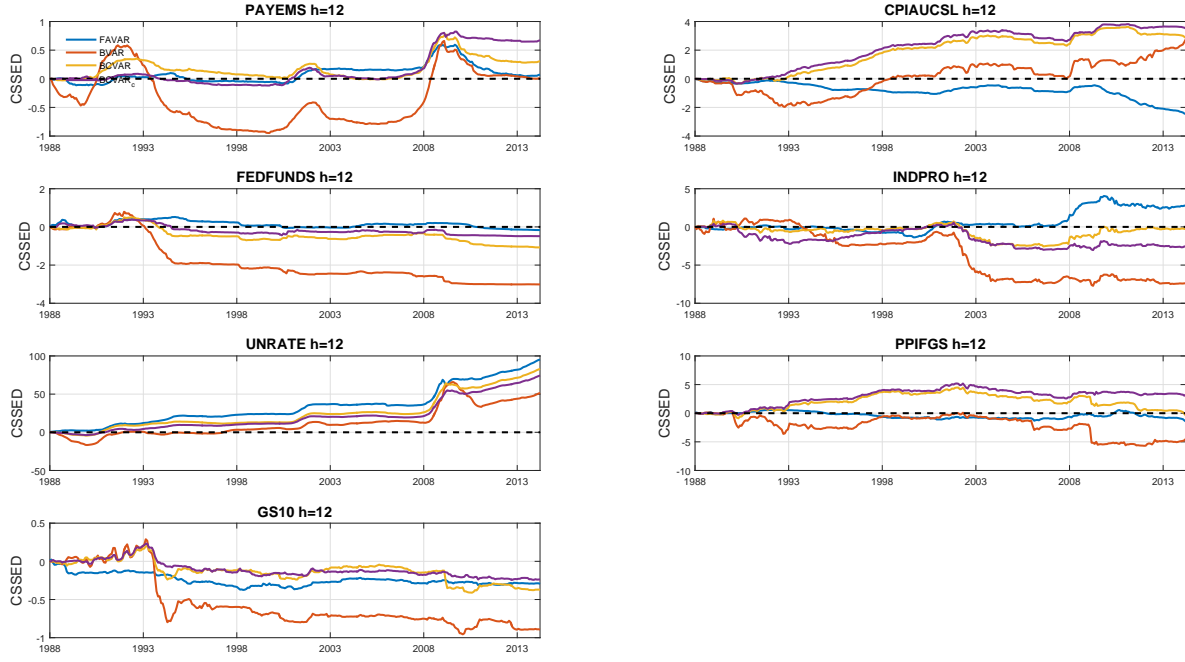 PAYEMS h=12
CSSED
1
0.5
0
-0.5
-1
FAVAR
BVAR
BCVAR
BCVARc
1988 1993 1998 2003 2008 2013
CPIAUCSL h=12
CSSED
4
2
0
-2
-4
1988 1993 1998 2003 2008 2013
FEDFUNDS h=12
CSSED
2
0
-2
-4
1988 1993 1998 2003 2008 2013
INDPRO h=12
CSSED
5
0
-5
-10
1988 1993 1998 2003 2008 2013
UNRATE h=12
CSSED
100
50
0
-50
1988 1993 1998 2003 2008 2013
PPIFGS h=12
CSSED
10
5
0
-5
-10
1988 1993 1998 2003 2008 2013
GS10 h=12
CSSED
0.5
0
-0.5
-1
1988 1993 1998 2003 2008 2013